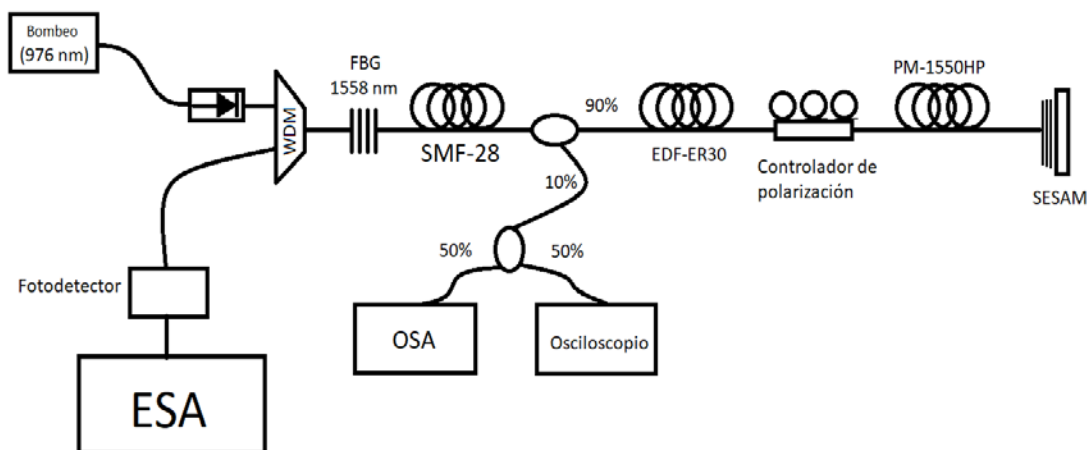 Bombeo
(976 nm)
WDM
FBG
1558 nm
SMF-28
90%
EDF-ER30
Controlador de
polarización
PM-1550HP
SESAM
10%
50%
50%
Fotodetector
OSA
Osciloscopio
ESA